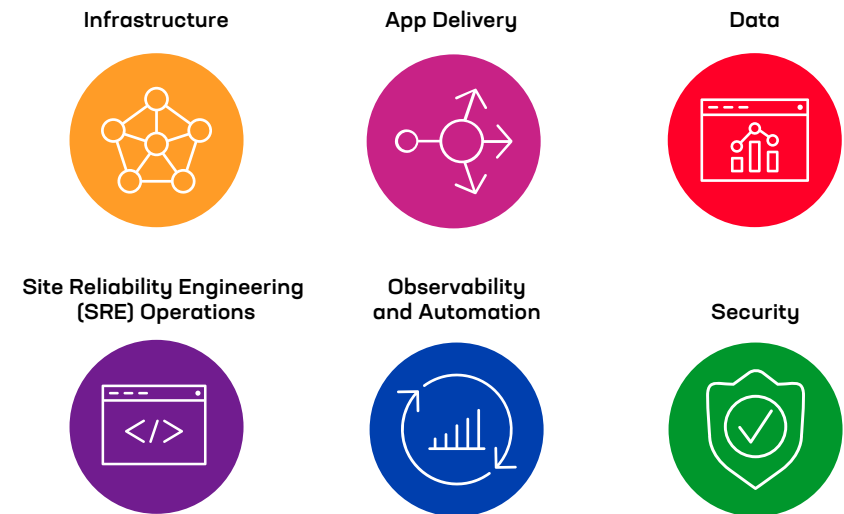 Infrastructure
App Delivery
Data
Site Reliability Engineering
(SRE) Operations
Observability
and Automation
Security
</>